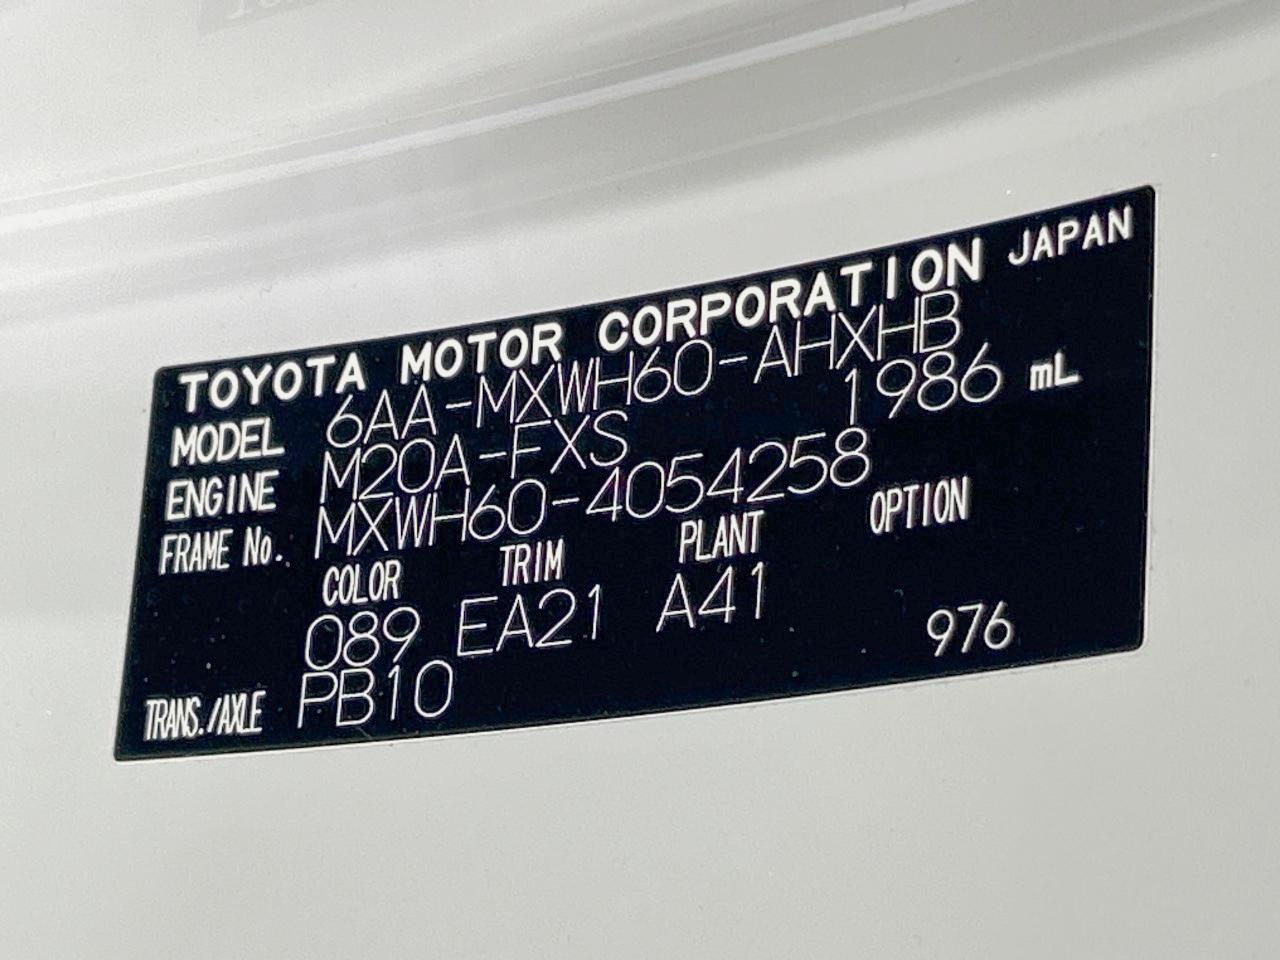 TOYOTA MOTOR CORPORATION JAPAN
MODEL 6AA-MXWH60-AHXHB
ENGINE M20A-FXS 1986 mL
FRAME No. MXWH60-4054258
COLOR TRIM PLANT OPTION
089 EA21 A41
TRANS./AXLE PB10 976